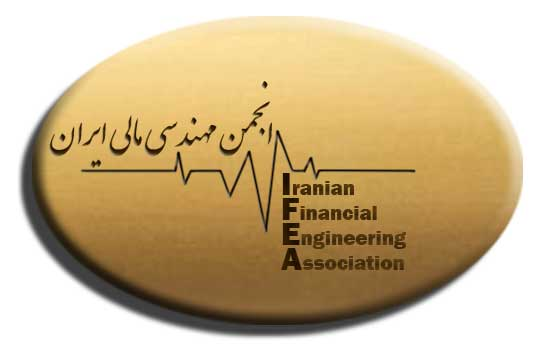 انجمن مهندسی مالی ایران
Iranian
Financial
Engineering
Association